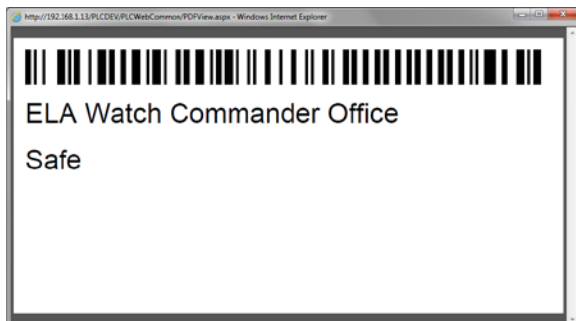 http://192.168.1.13/PLCDEV/PLCWebCommon/PDFView.aspx - Windows Internet Explorer
ELA Watch Commander Office
Safe